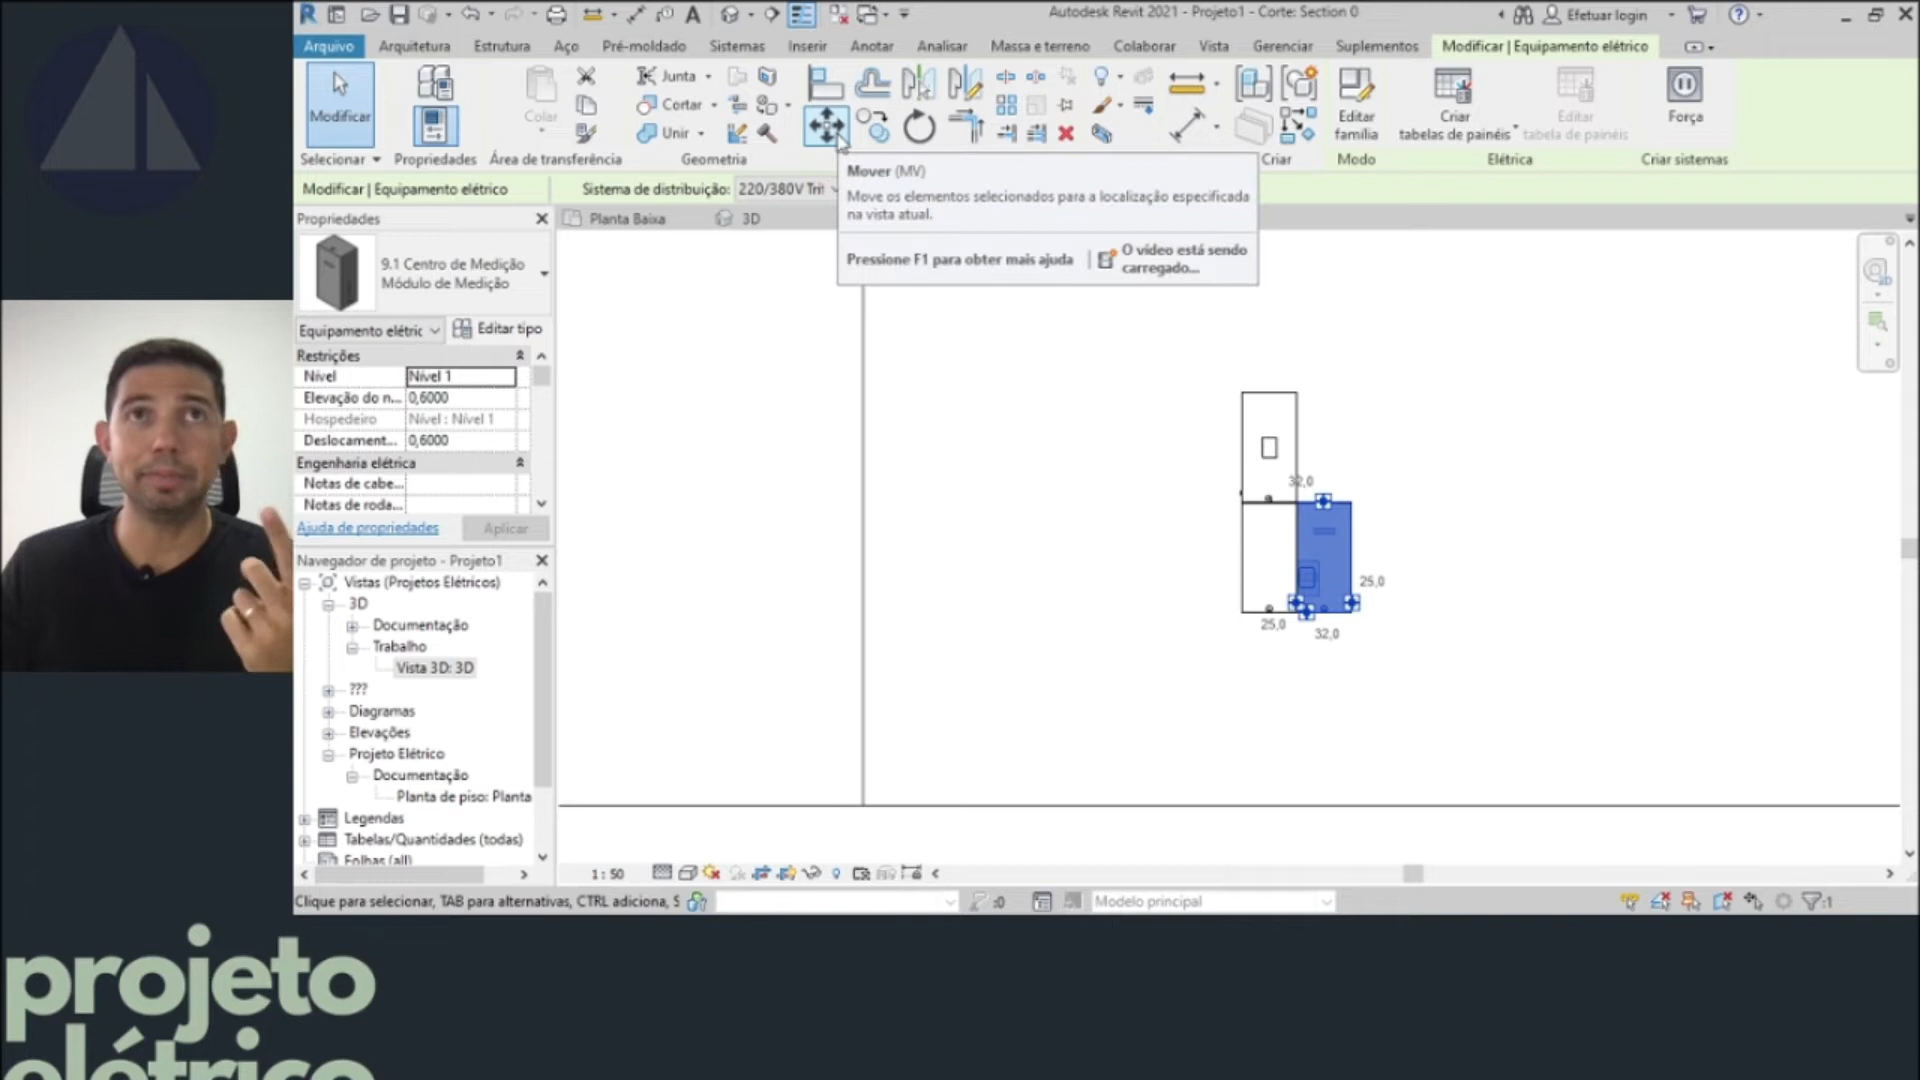 Autodesk Revit 2021 - Projeto1 - Corte: Section 0
Efetuar login
Arquivo
Arquitetura
Estrutura
Aço
Pré-moldado
Sistemas
Inserir
Anotar
Analisar
Massa e terreno
Colaborar
Vista
Gerenciar
Suplementos
Modificar | Equipamento elétrico
Modificar
Colar
Junta
Cortar
Unir
Editar família
Criar tabelas de painéis
Editar tabela de painéis
Força
Selecionar
Propriedades
Área de transferência
Geometria
Criar
Modo
Elétrica
Criar sistemas
Modificar | Equipamento elétrico
Sistema de distribuição:
220/380V Tri
Mover (MV)
Move os elementos selecionados para a localização especificada
na vista atual.
Pressione F1 para obter mais ajuda
O vídeo está sendo
carregado...
Propriedades
Planta Baixa
3D
9.1 Centro de Medição
Módulo de Medição
Equipamento elétric
Editar tipo
Restrições
Nível
Nível 1
Elevação do n...
0,6000
Hospedeiro
Nível : Nível 1
Deslocament...
0,6000
Engenharia elétrica
Notas de cabe...
Notas de roda...
Ajuda de propriedades
Aplicar
32,0
25,0
25,0
32,0
Navegador de projeto - Projeto1
Vistas (Projetos Elétricos)
3D
Documentação
Trabalho
Vista 3D: 3D
???
Diagramas
Elevações
Projeto Elétrico
Documentação
Planta de piso: Planta
Legendas
Tabelas/Quantidades (todas)
Folhas (all)
1 : 50
Clique para selecionar, TAB para alternativas, CTRL adiciona, S
:0
Modelo principal
:1
projeto
elétrico